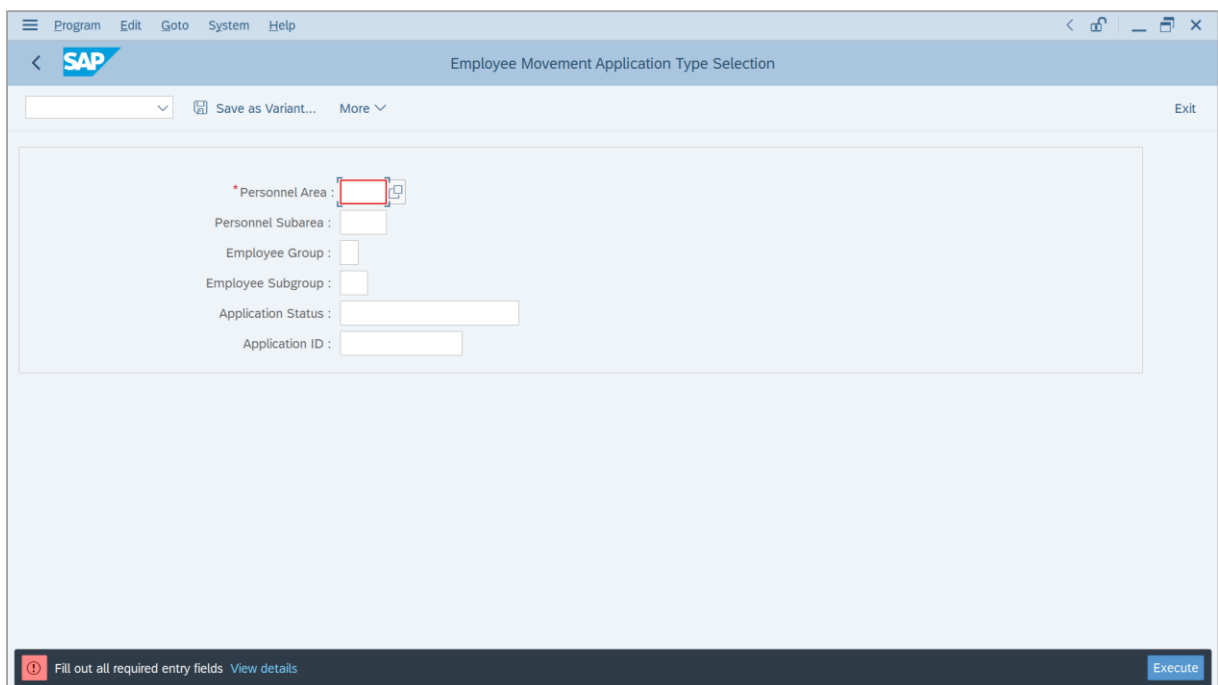 Program Edit Goto System Help
SAP Employee Movement Application Type Selection
Save as Variant... More Exit
*Personnel Area :
Personnel Subarea :
Employee Group :
Employee Subgroup :
Application Status :
Application ID :
Fill out all required entry fields View details Execute